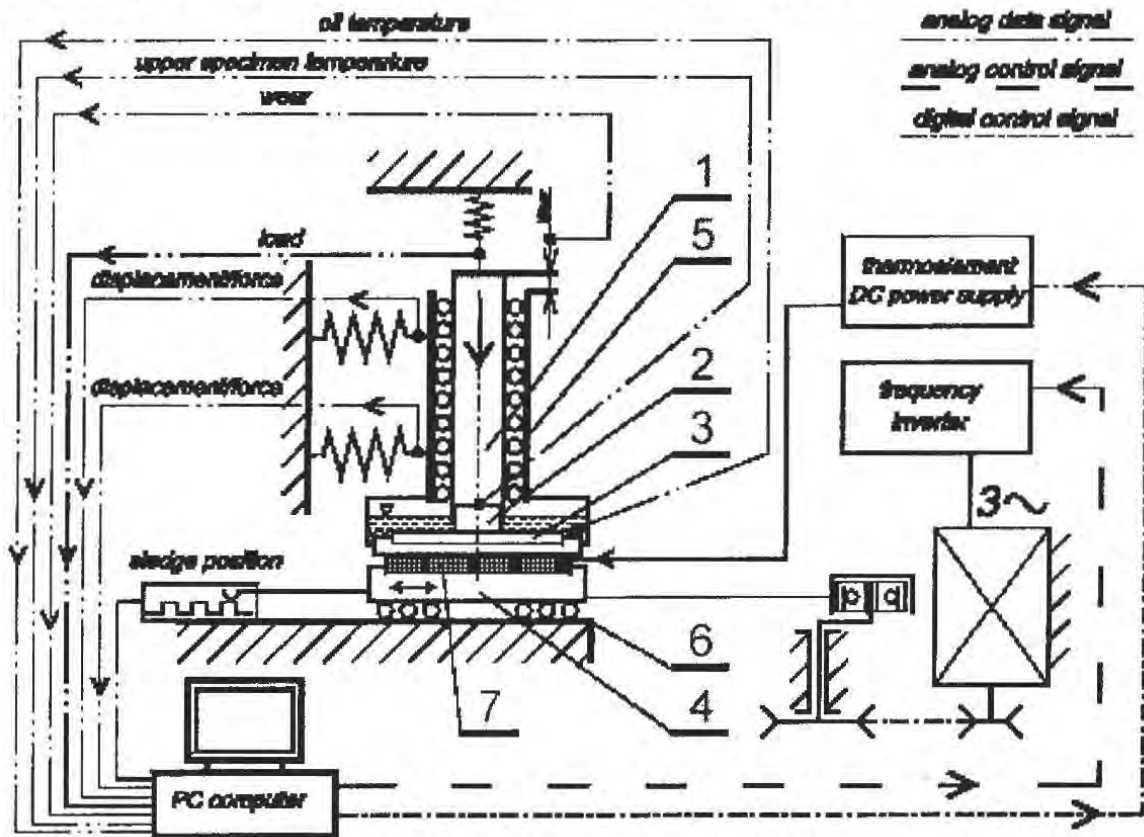 oil temperature
upper specimen temperature
wear
analog data signal
analog control signal
digital control signal
load
displacement/force
displacement/force
1
5
2
3
thermoelement
DC power supply
frequency
inverter
3~
sledge position
6
4
7
PC computer